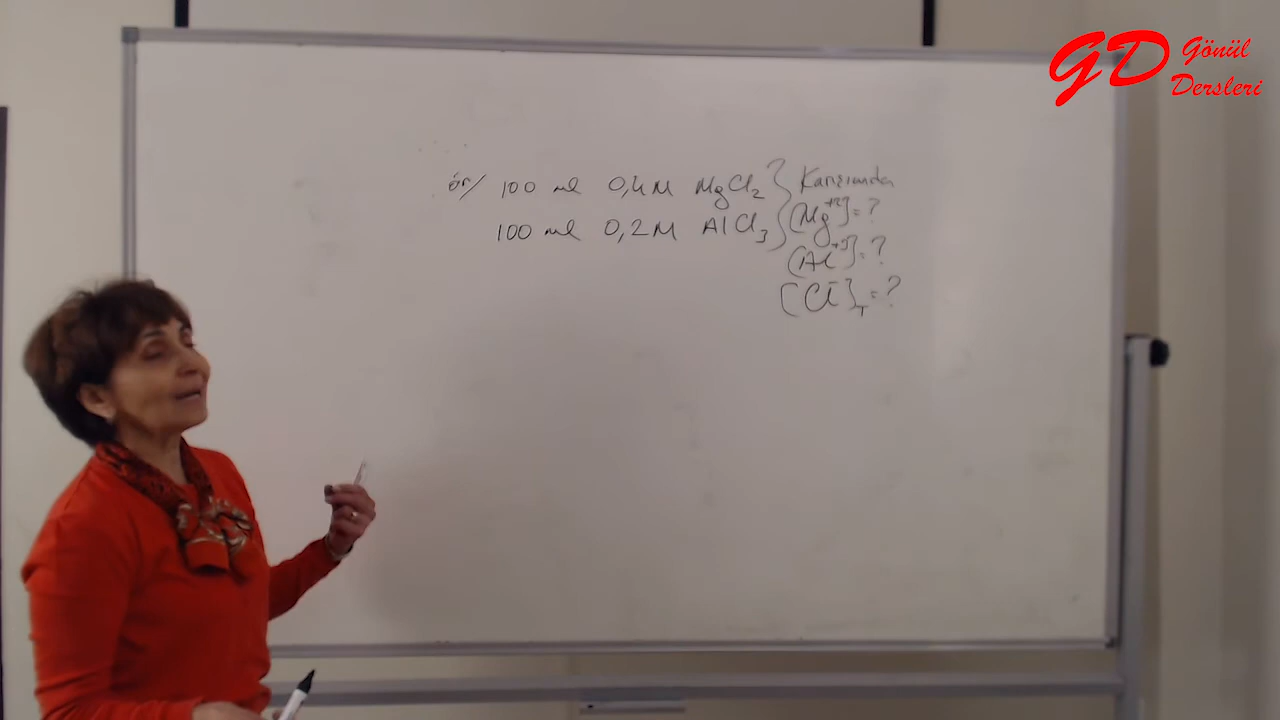 GD Gönül
Dersleri
ör/ 100 ml 0,4M MgCl₂ } Karışımda
100 ml 0,2M AlCl₃ [Mg⁺²] = ?
[Al⁺³] = ?
[Cl⁻]T = ?